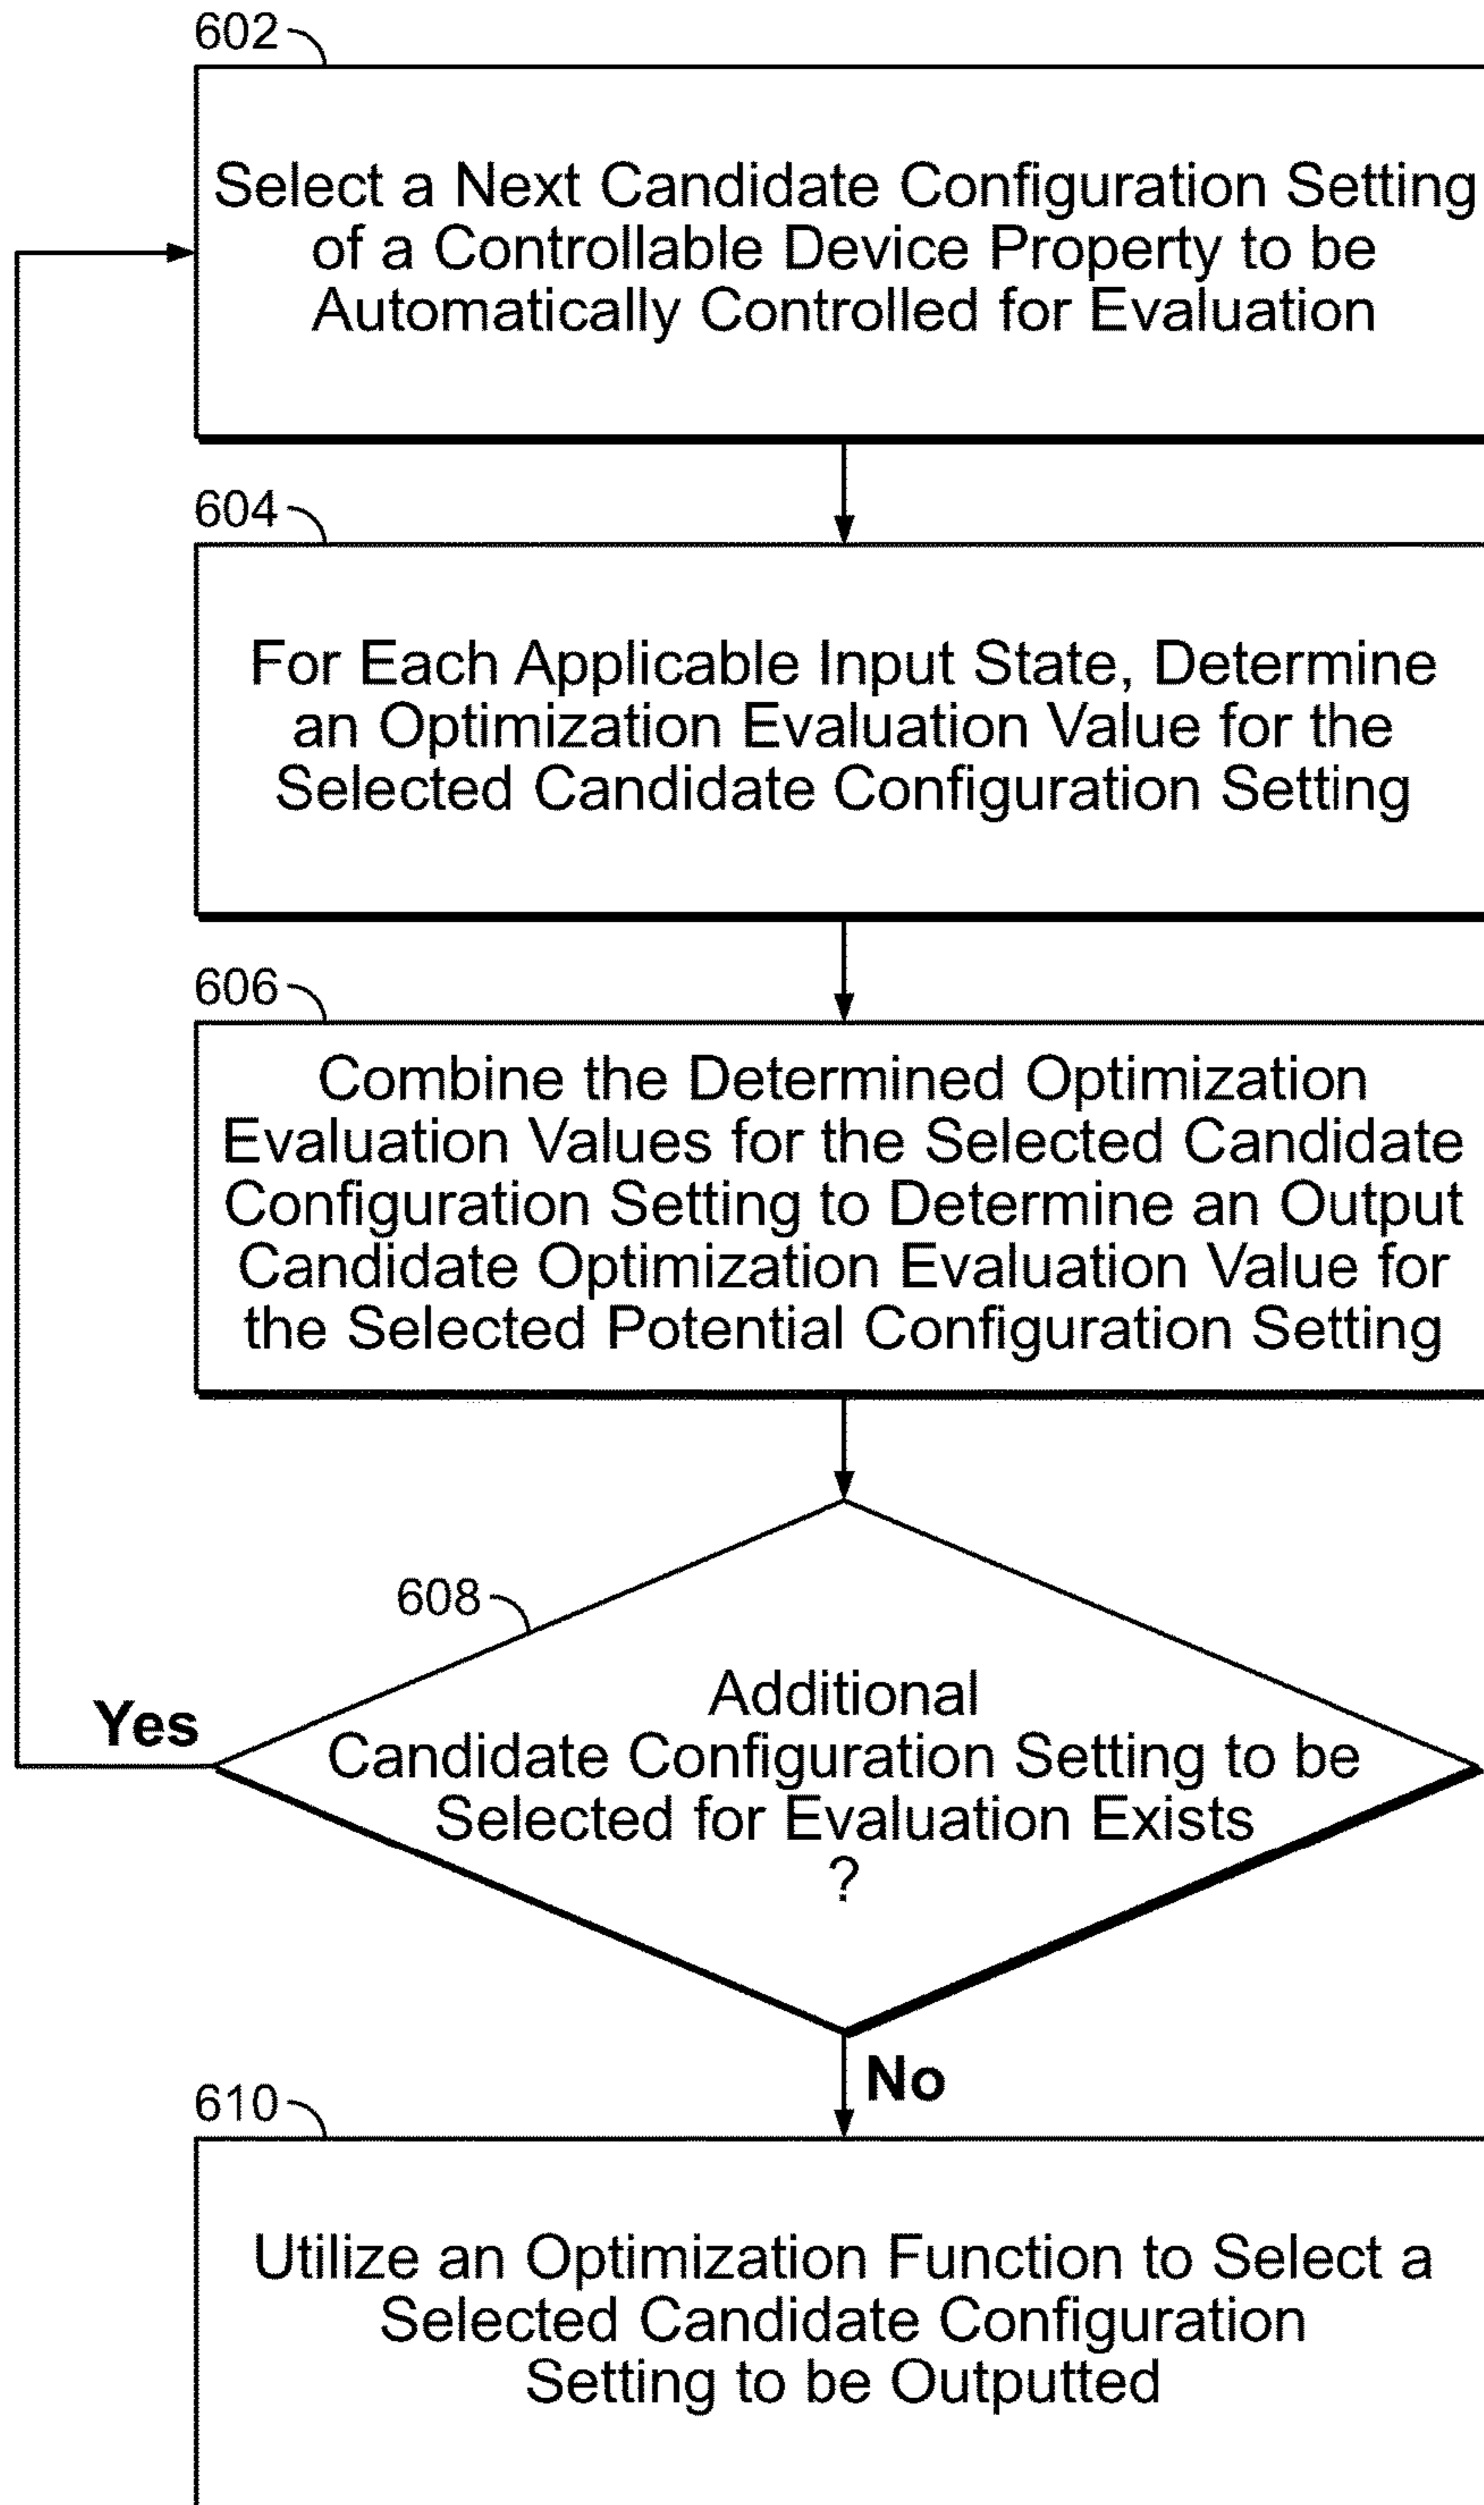 602
Select a Next Candidate Configuration Setting
of a Controllable Device Property to be
Automatically Controlled for Evaluation
604
For Each Applicable Input State, Determine
an Optimization Evaluation Value for the
Selected Candidate Configuration Setting
606
Combine the Determined Optimization
Evaluation Values for the Selected Candidate
Configuration Setting to Determine an Output
Candidate Optimization Evaluation Value for
the Selected Potential Configuration Setting
608
Additional
Candidate Configuration Setting to be
Selected for Evaluation Exists
?
Yes
No
610
Utilize an Optimization Function to Select a
Selected Candidate Configuration
Setting to be Outputted